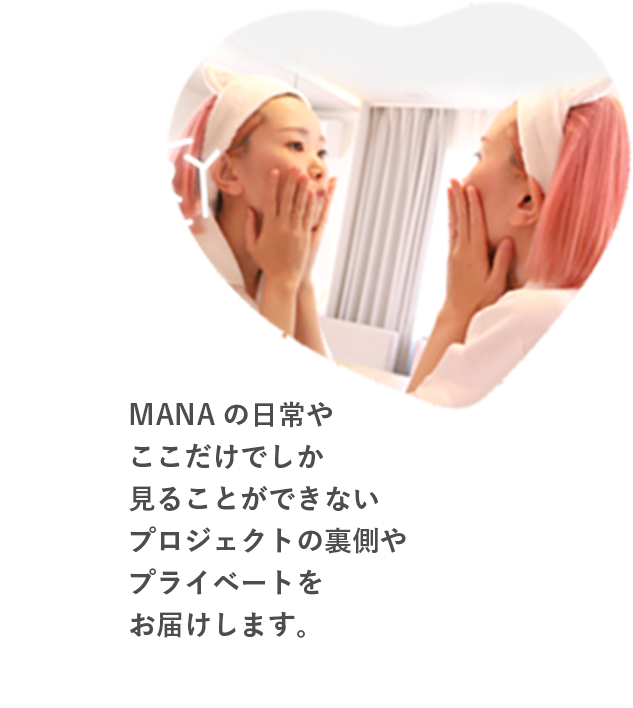 MANA の日常や
ここだけでしか
見ることができない
プロジェクトの裏側や
プライベートを
お届けします。